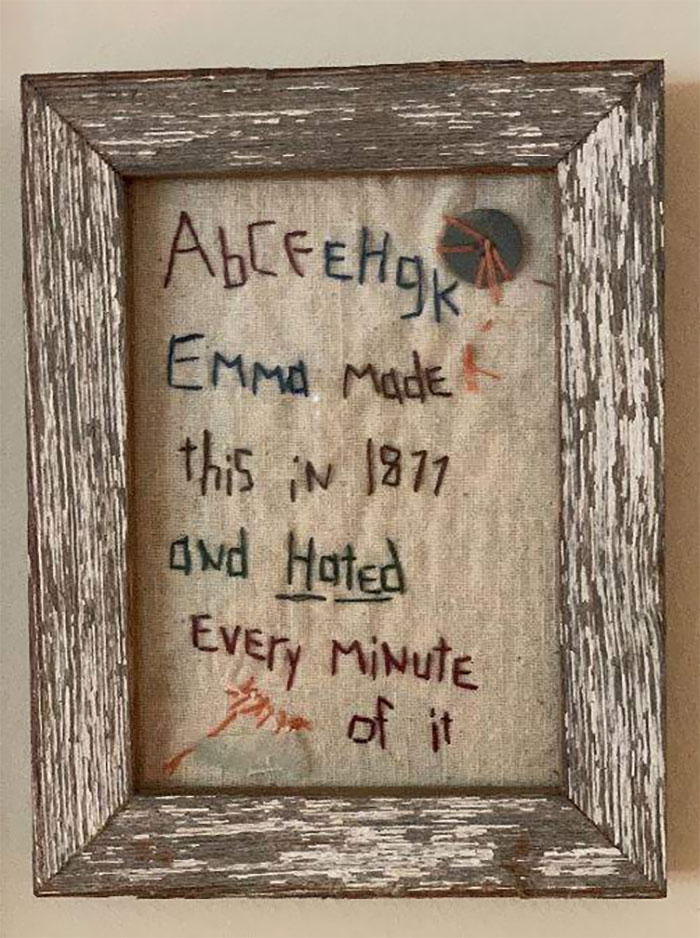 AbCFEHgk
Emma made
this iN 1877
aNd Hated
EvEry MiNutE
of it